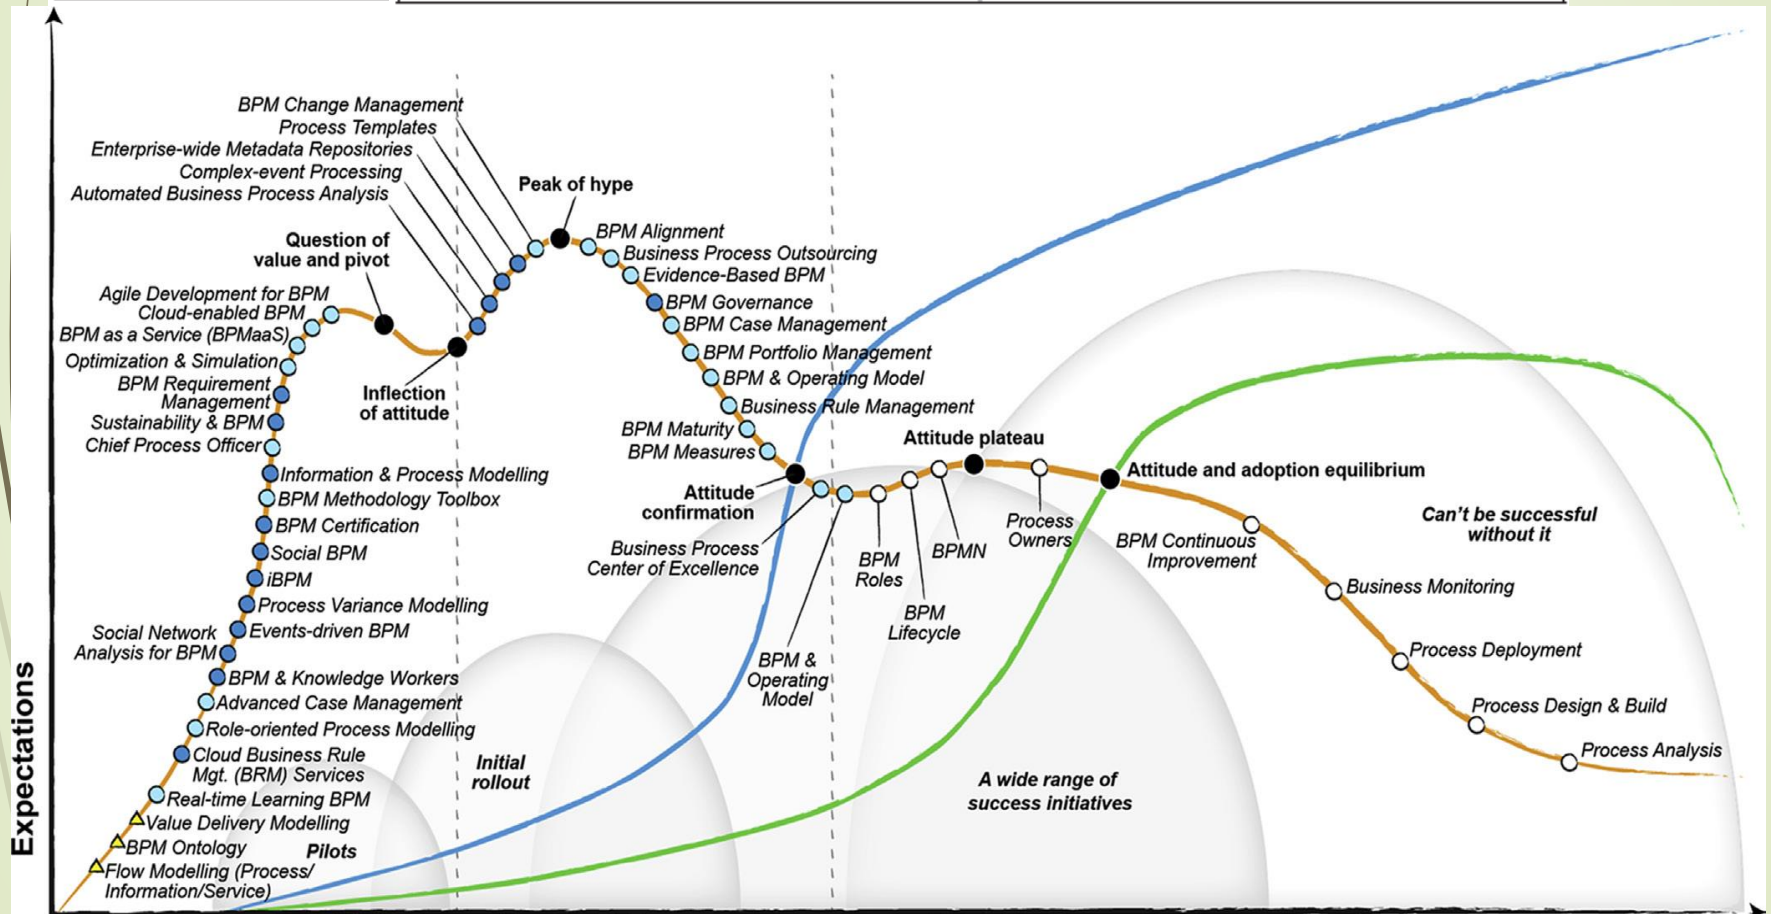 BPM Change Management
Process Templates
Enterprise-wide Metadata Repositories
Complex-event Processing
Automated Business Process Analysis
Peak of hype
Question of
value and pivot
Agile Development for BPM
Cloud-enabled BPM
BPM as a Service (BPMaaS)
Optimization & Simulation
BPM Requirement
Management
Sustainability & BPM
Chief Process Officer
Information & Process Modelling
BPM Methodology Toolbox
BPM Certification
Social BPM
iBPM
Process Variance Modelling
Events-driven BPM
Social Network
Analysis for BPM
BPM & Knowledge Workers
Advanced Case Management
Role-oriented Process Modelling
Cloud Business Rule
Mgt. (BRM) Services
Real-time Learning BPM
Value Delivery Modelling
BPM Ontology
Flow Modelling (Process/
Information/Service)
Pilots
Inflection
of attitude
BPM Alignment
Business Process Outsourcing
Evidence-Based BPM
BPM Governance
BPM Case Management
BPM Portfolio Management
BPM & Operating Model
Business Rule Management
BPM Maturity
BPM Measures
Attitude
confirmation
Business Process
Center of Excellence
BPM &
Operating
Model
BPM
Roles
BPM
Lifecycle
BPMN
Attitude plateau
Process
Owners
Attitude and adoption equilibrium
BPM Continuous
Improvement
Can't be successful
without it
Business Monitoring
Process Deployment
Process Design & Build
Process Analysis
Initial
rollout
A wide range of
success initiatives
Expectations